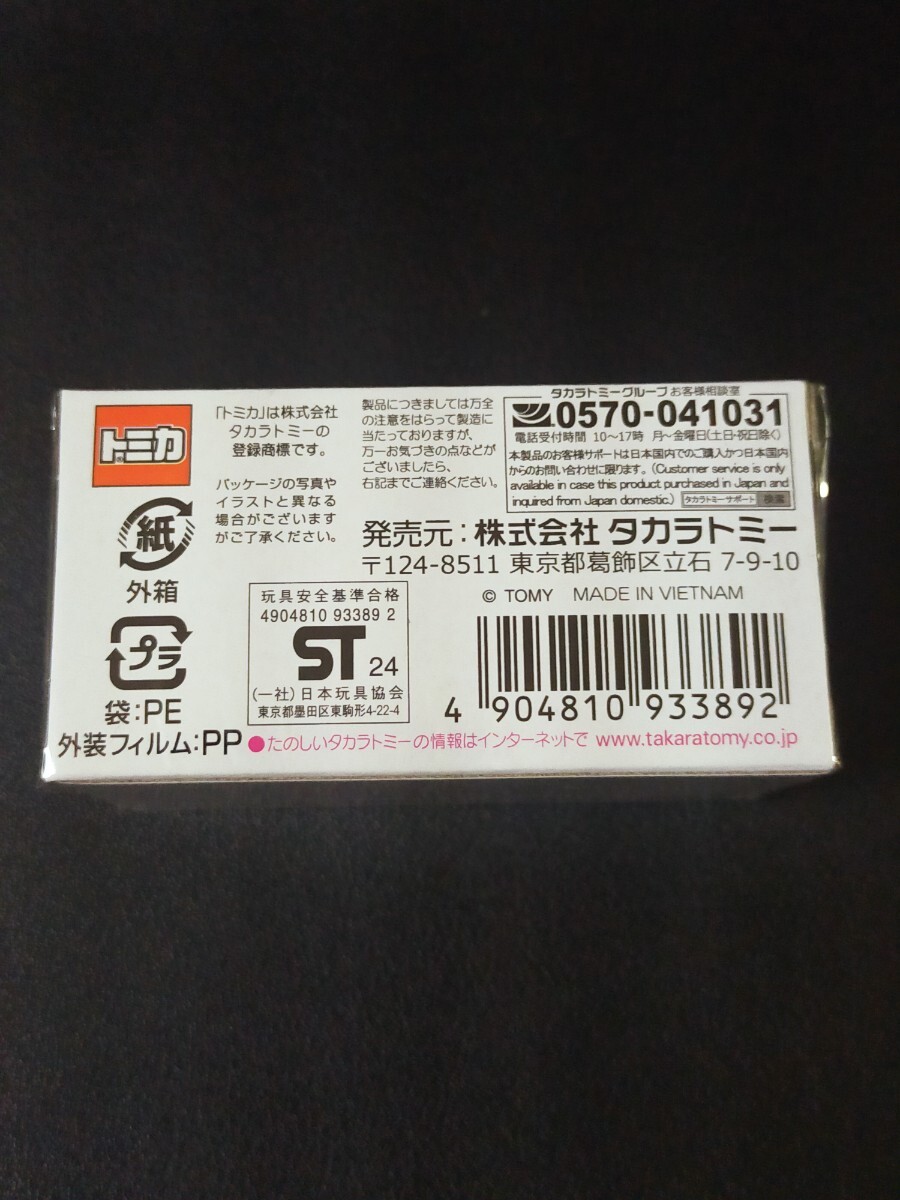 トミカ®
「トミカ」は株式会社
タカラトミーの
登録商標です。
パッケージの写真や
イラストと異なる
場合がございます
がご了承ください。
製品につきましては万全
の注意をはらって製造に
当たっておりますが、
万一お気づきの点などが
ございましたら、
右記までご連絡ください。
タカラトミーグループ お客様相談室
0570-041031
電話受付時間 10〜17時 月〜金曜日(土日・祝日除く)
本製品のお客様サポートは日本国内でのご購入かつ日本国内
からのお問い合わせに限ります。(Customer service is only
available in case this product purchased in Japan and
inquired from Japan domestic.) タカラトミーサポート 検索
発売元:株式会社 タカラトミー
〒124-8511 東京都葛飾区立石 7-9-10
© TOMY MADE IN VIETNAM
紙
外箱
プラ
袋:PE
外装フィルム:PP
玩具安全基準合格
4904810 93389 2
ST 24
(一社)日本玩具協会
東京都墨田区東駒形4-22-4
4 904810 933892
●たのしいタカラトミーの情報はインターネットで www.takaratomy.co.jp